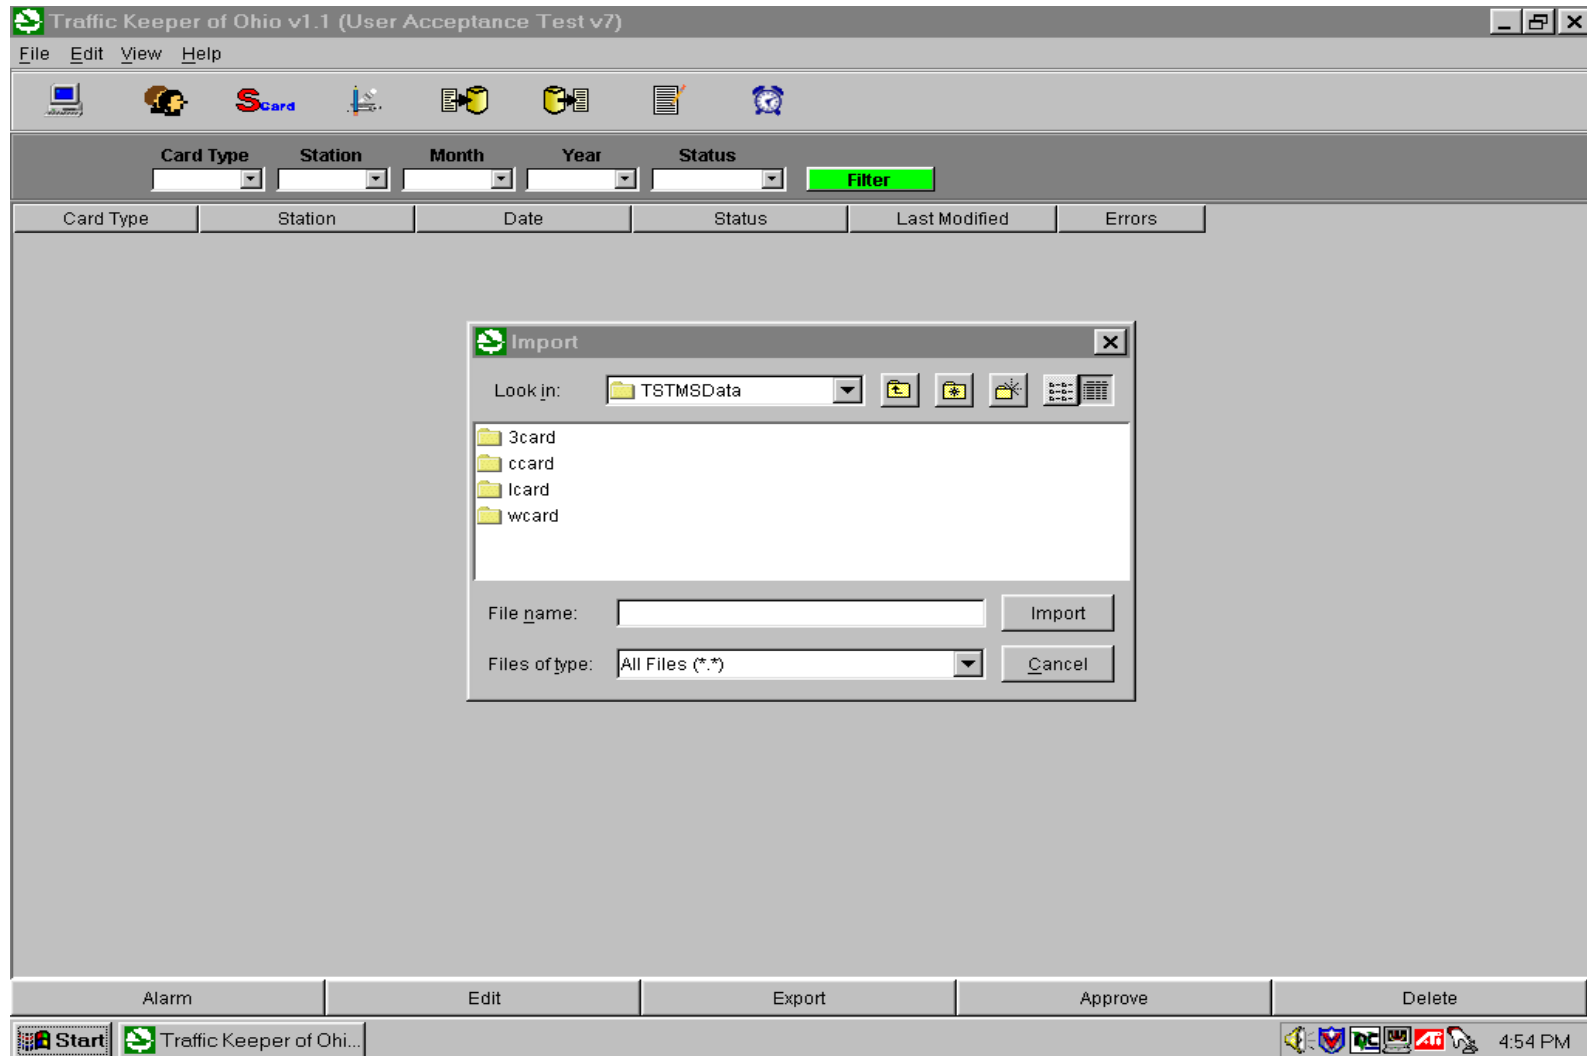 Traffic Keeper of Ohio v1.1 (User Acceptance Test v7)
File Edit View Help
SCard
Card Type Station Month Year Status
Filter
Card Type Station Date Status Last Modified Errors
Import
Look in: TSTMSData
3card
ccard
lcard
wcard
File name: Import
Files of type: All Files (*.*) Cancel
Alarm Edit Export Approve Delete
Start Traffic Keeper of Ohi... ATI 4:54 PM